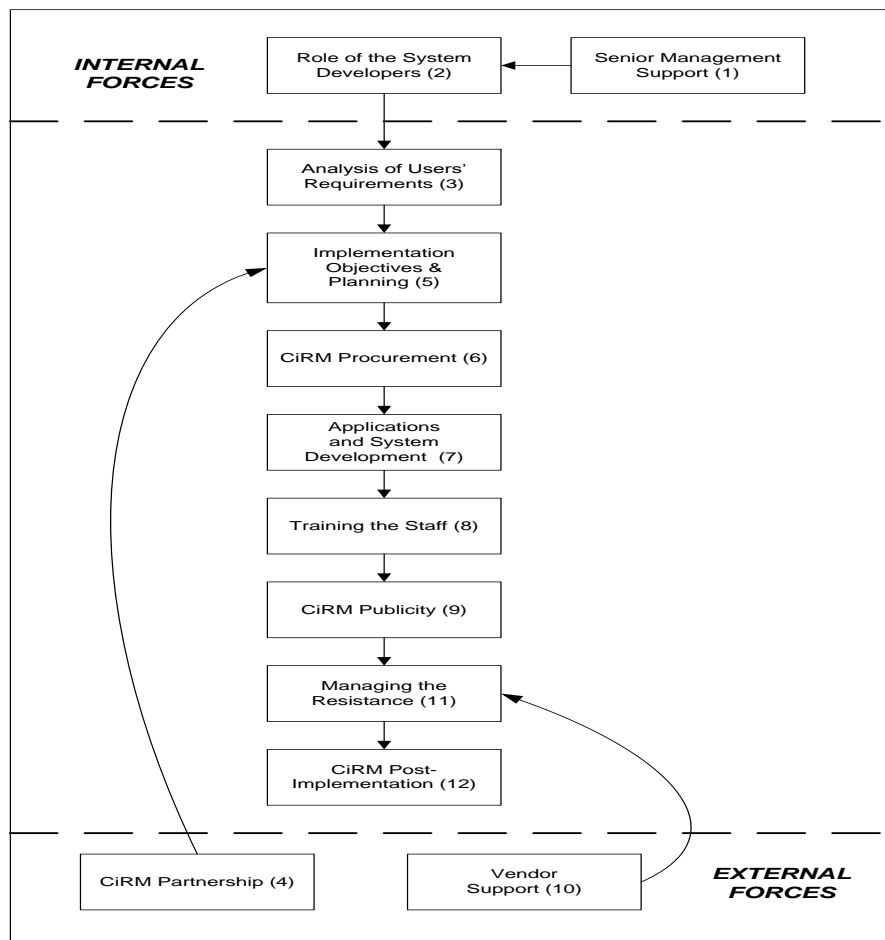 INTERNAL
FORCES
Role of the System
Developers (2)
Senior Management
Support (1)
Analysis of Users'
Requirements (3)
Implementation
Objectives &
Planning (5)
CiRM Procurement (6)
Applications
and System
Development (7)
Training the Staff (8)
CiRM Publicity (9)
Managing the
Resistance (11)
CiRM Post-
Implementation (12)
CiRM Partnership (4)
Vendor
Support (10)
EXTERNAL
FORCES